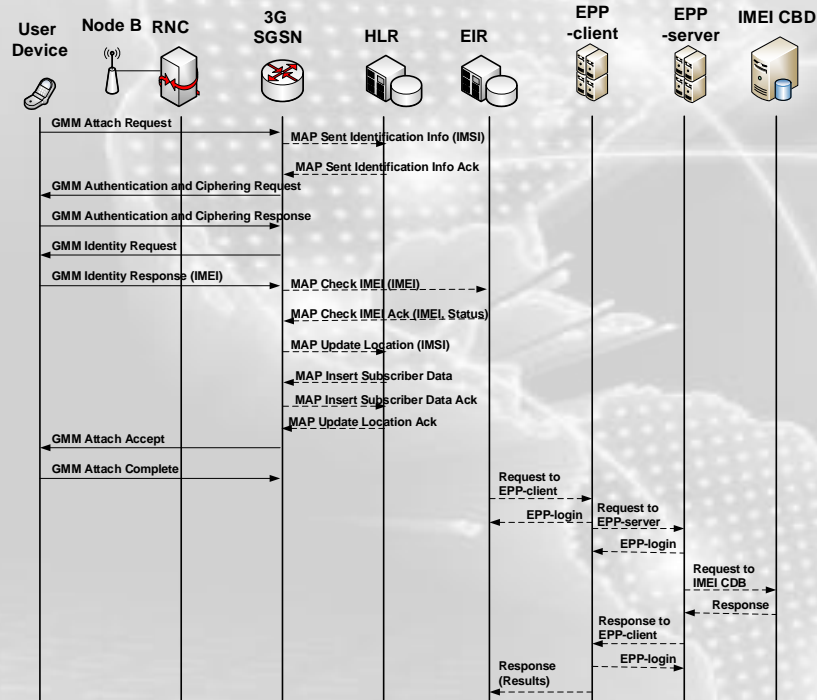 User
Device
Node B
RNC
3G
SGSN
HLR
EIR
EPP
-client
EPP
-server
IMEI CBD
GMM Attach Request
MAP Sent Identification Info (IMSI)
MAP Sent Identification Info Ack
GMM Authentication and Ciphering Request
GMM Authentication and Ciphering Response
GMM Identity Request
GMM Identity Response (IMEI)
MAP Check IMEI (IMEI)
MAP Check IMEI Ack (IMEI, Status)
MAP Update Location (IMSI)
MAP Insert Subscriber Data
MAP Insert Subscriber Data Ack
MAP Update Location Ack
GMM Attach Accept
GMM Attach Complete
Request to
EPP-client
EPP-login
Request to
EPP-server
EPP-login
Request to
IMEI CDB
Response
Response to
EPP-client
EPP-login
Response
(Results)